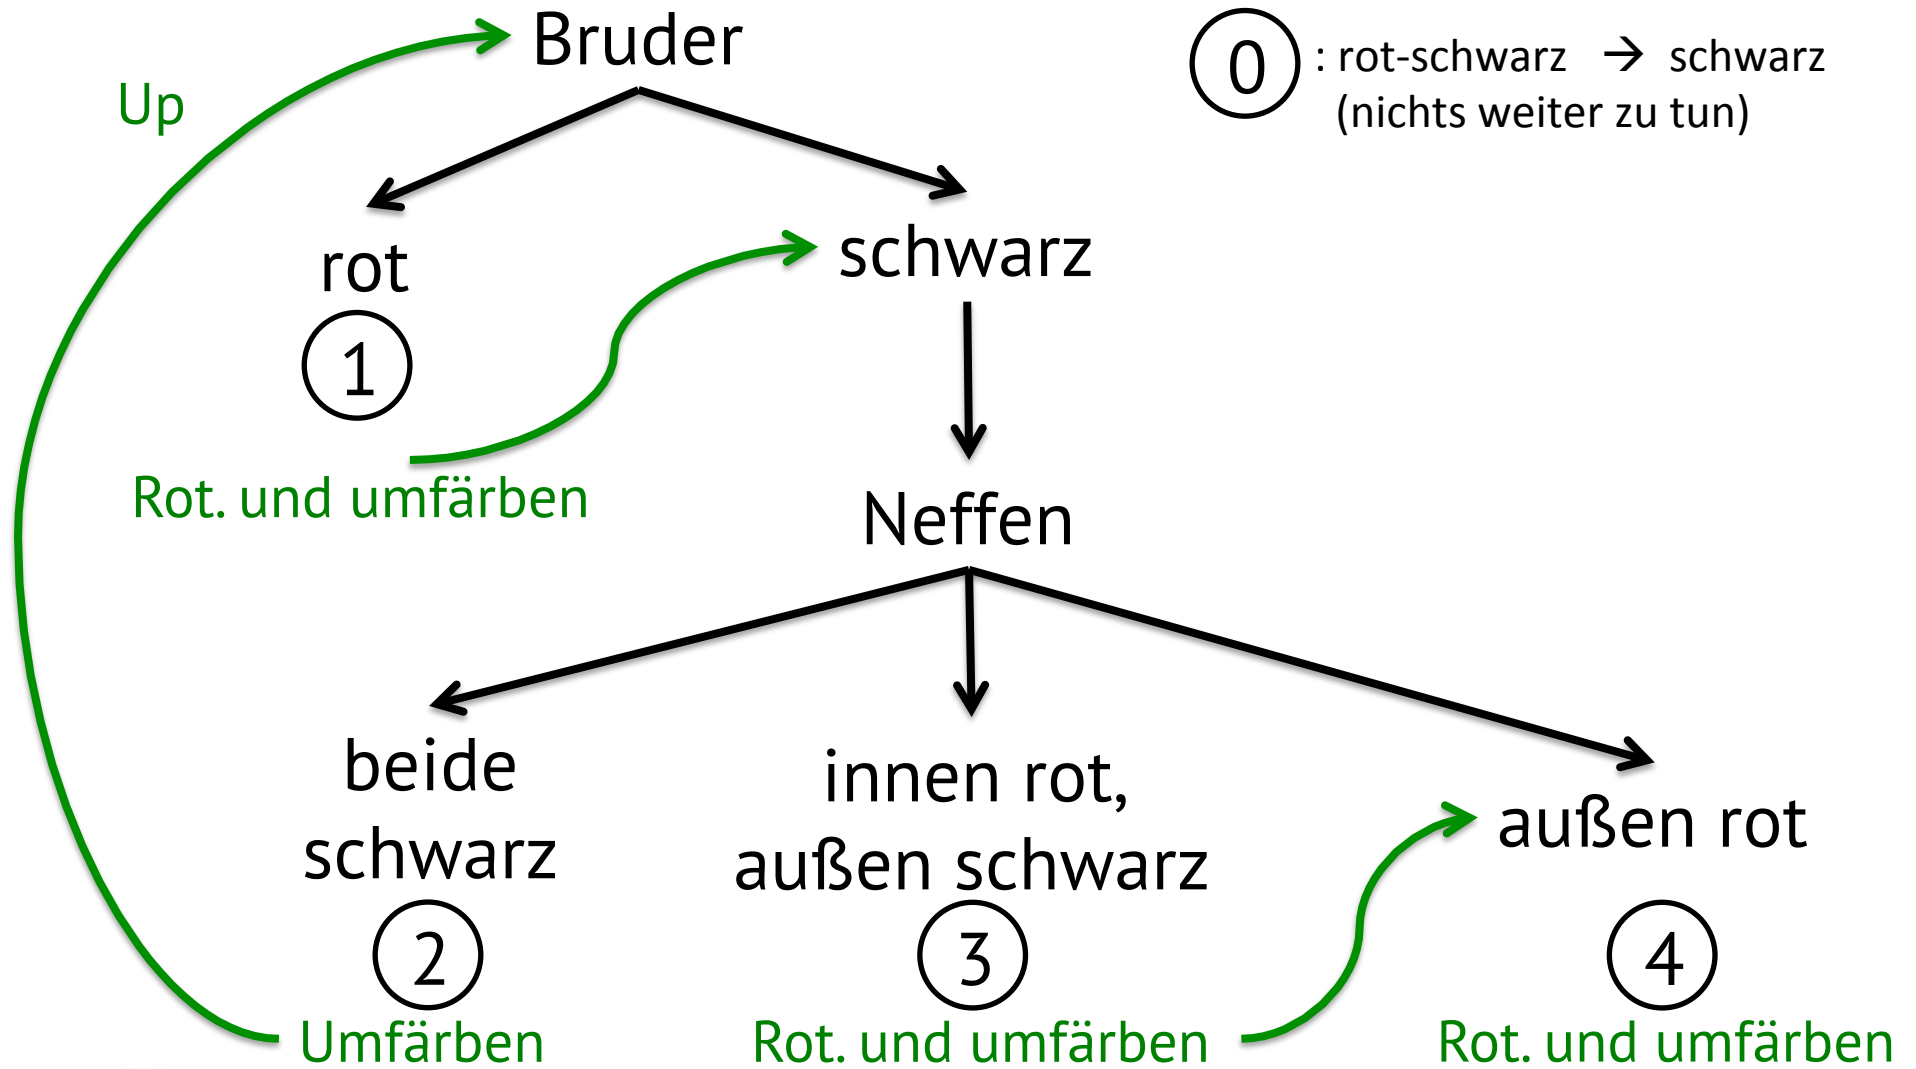 Bruder
0 : rot-schwarz → schwarz
(nichts weiter zu tun)
Up
rot
schwarz
1
Rot. und umfärben
Neffen
beide
schwarz
2
Umfärben
innen rot,
außen schwarz
3
Rot. und umfärben
außen rot
4
Rot. und umfärben